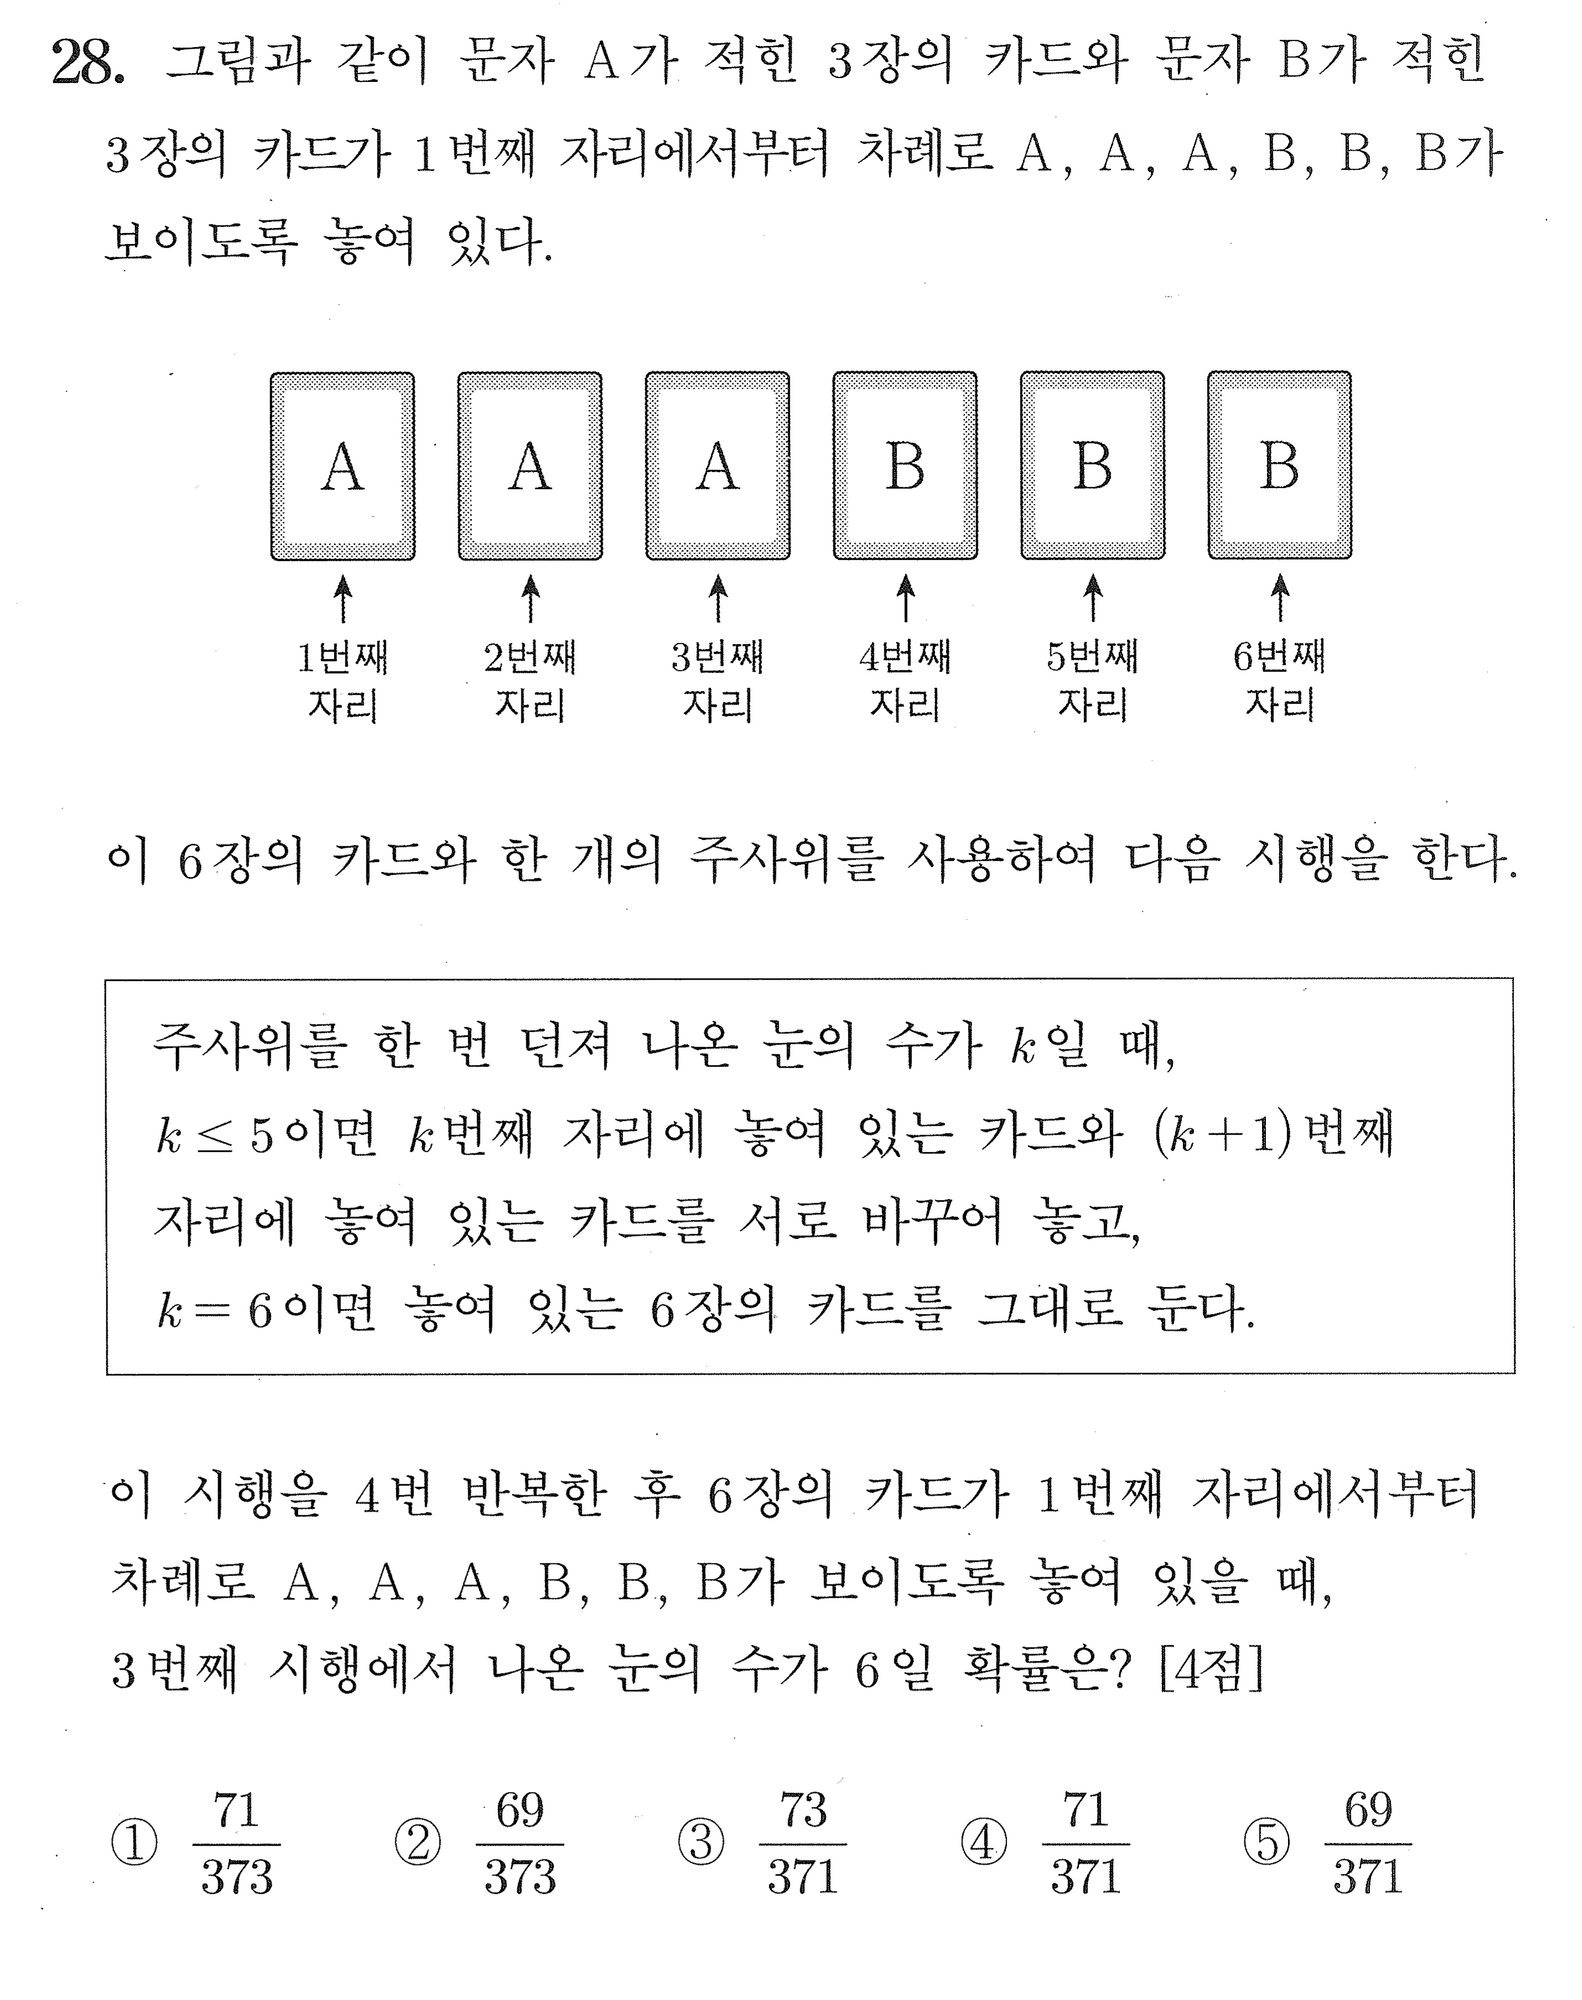 28. 그림과 같이 문자 A가 적힌 3장의 카드와 문자 B가 적힌
3장의 카드가 1번째 자리에서부터 차례로 A, A, A, B, B, B가
보이도록 놓여 있다.
A A A B B B
1번째 자리 2번째 자리 3번째 자리 4번째 자리 5번째 자리 6번째 자리
이 6장의 카드와 한 개의 주사위를 사용하여 다음 시행을 한다.
주사위를 한 번 던져 나온 눈의 수가 k일 때,
k ≤ 5이면 k번째 자리에 놓여 있는 카드와 (k+1)번째
자리에 놓여 있는 카드를 서로 바꾸어 놓고,
k = 6이면 놓여 있는 6장의 카드를 그대로 둔다.
이 시행을 4번 반복한 후 6장의 카드가 1번째 자리에서부터
차례로 A, A, A, B, B, B가 보이도록 놓여 있을 때,
3번째 시행에서 나온 눈의 수가 6일 확률은? [4점]
① 71/373 ② 69/373 ③ 73/371 ④ 71/371 ⑤ 69/371